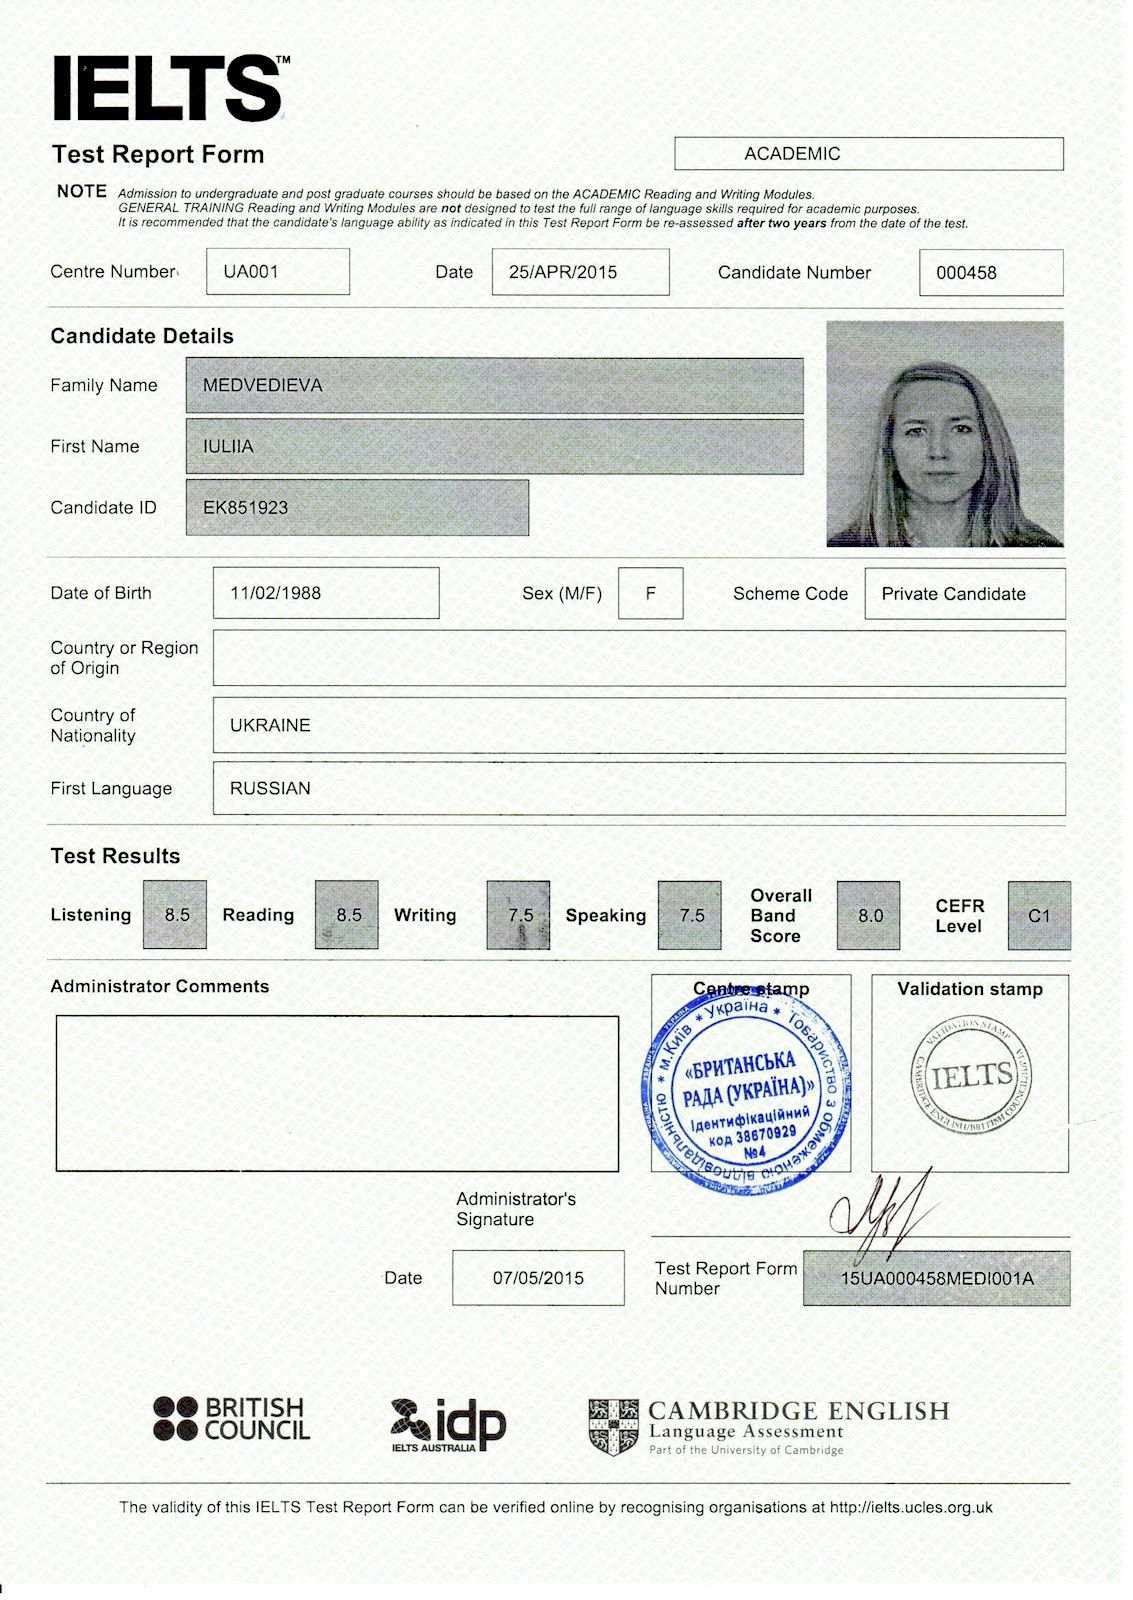 IELTS™
Test Report Form
ACADEMIC
NOTE Admission to undergraduate and post graduate courses should be based on the ACADEMIC Reading and Writing Modules.
GENERAL TRAINING Reading and Writing Modules are not designed to test the full range of language skills required for academic purposes.
It is recommended that the candidate's language ability as indicated in this Test Report Form be re-assessed after two years from the date of the test.
Centre Number UA001 Date 25/APR/2015 Candidate Number 000458
Candidate Details
Family Name MEDVEDIEVA
First Name IULIIA
Candidate ID EK851923
Date of Birth 11/02/1988 Sex (M/F) F Scheme Code Private Candidate
Country or Region
of Origin
Country of
Nationality
UKRAINE
First Language RUSSIAN
Test Results
Listening 8.5 Reading 8.5 Writing 7.5 Speaking 7.5
Overall
Band
Score
8.0
CEFR
Level
C1
Administrator Comments
Centre stamp
м.Київ * Україна * Товариство з обмеженою відповідальністю *
«БРИТАНСЬКА
РАДА (УКРАЇНА)»
Ідентифікаційний
код 38670929
№4
Validation stamp
VALIDATION STAMP
IELTS
CAMBRIDGE ENGLISH/BRITISH COUNCIL
Administrator's
Signature
Date 07/05/2015
Test Report Form
Number
15UA000458MEDI001A
BRITISH
COUNCIL
idp
IELTS AUSTRALIA
CAMBRIDGE ENGLISH
Language Assessment
Part of the University of Cambridge
The validity of this IELTS Test Report Form can be verified online by recognising organisations at http://ielts.ucles.org.uk